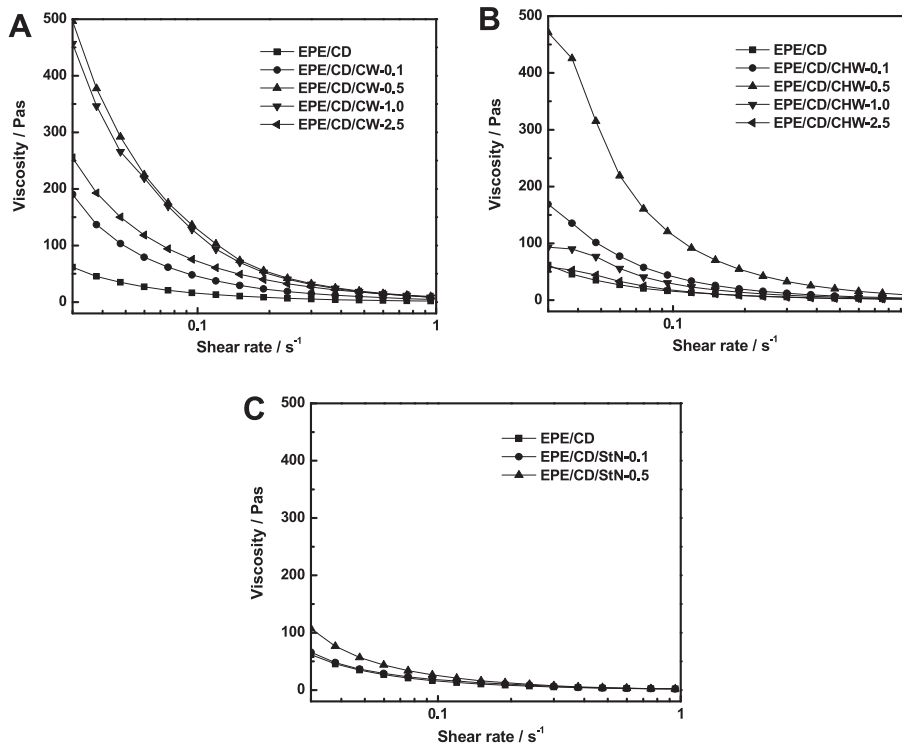 A
500
400
300
200
100
0
Viscosity / Pas
EPE/CD
EPE/CD/CW-0.1
EPE/CD/CW-0.5
EPE/CD/CW-1.0
EPE/CD/CW-2.5
0.1
1
Shear rate / s⁻¹
B
500
400
300
200
100
0
Viscosity / Pas
EPE/CD
EPE/CD/CHW-0.1
EPE/CD/CHW-0.5
EPE/CD/CHW-1.0
EPE/CD/CHW-2.5
0.1
Shear rate / s⁻¹
C
500
400
300
200
100
0
Viscosity / Pas
EPE/CD
EPE/CD/StN-0.1
EPE/CD/StN-0.5
0.1
1
Shear rate / s⁻¹